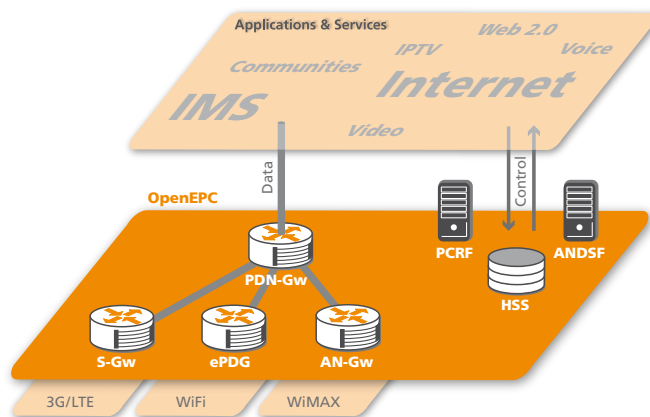 Applications & Services
Web 2.0
IPTV
Voice
Communities
Internet
IMS
Video
Data
Control
OpenEPC
PCRF
ANDSF
PDN-Gw
HSS
S-Gw
ePDG
AN-Gw
3G/LTE
WiFi
WiMAX